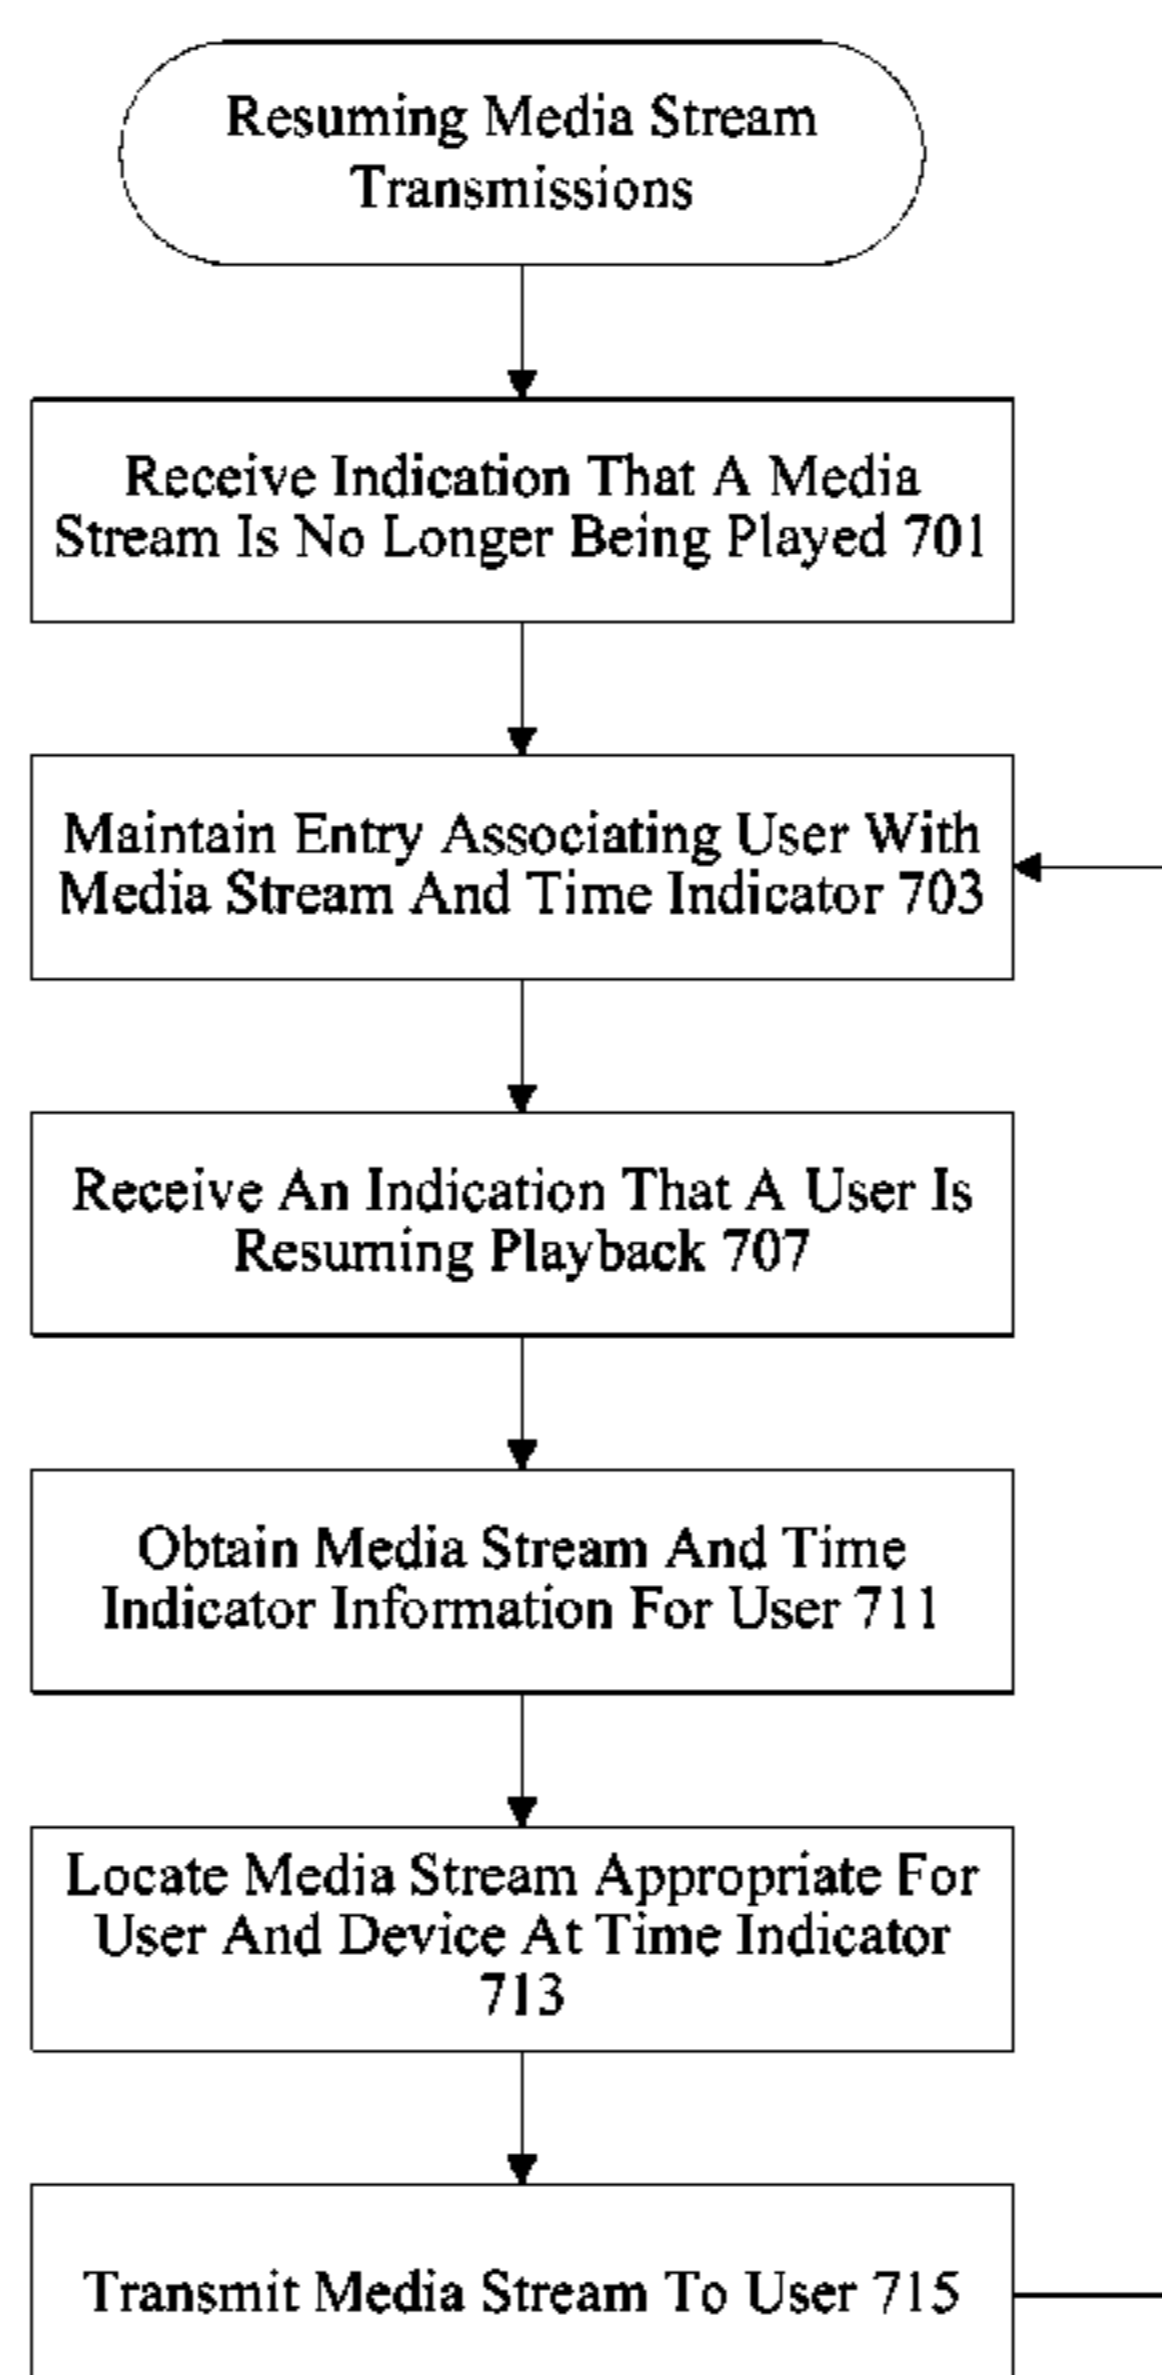 Resuming Media Stream
Transmissions
Receive Indication That A Media
Stream Is No Longer Being Played 701
Maintain Entry Associating User With
Media Stream And Time Indicator 703
Receive An Indication That A User Is
Resuming Playback 707
Obtain Media Stream And Time
Indicator Information For User 711
Locate Media Stream Appropriate For
User And Device At Time Indicator
713
Transmit Media Stream To User 715